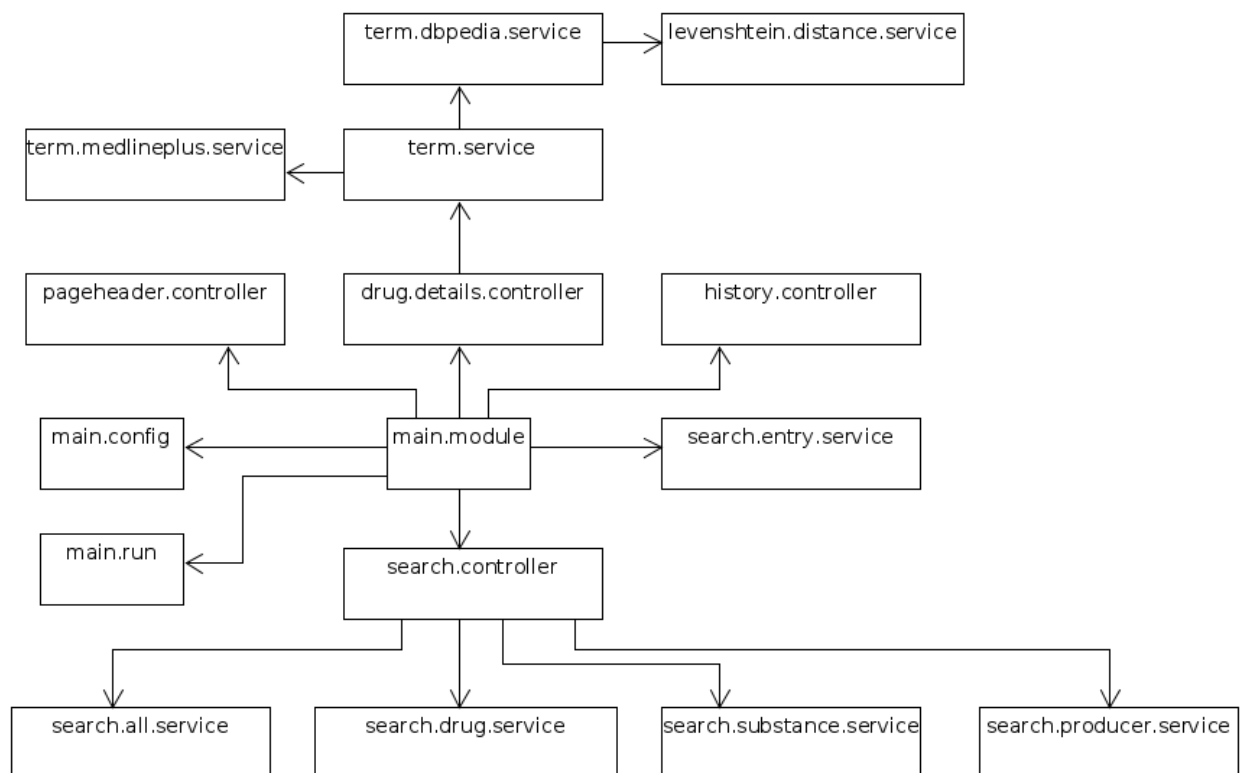 term.dbpedia.service
levenshtein.distance.service
term.medlineplus.service
term.service
pageheader.controller
drug.details.controller
history.controller
main.config
main.module
search.entry.service
main.run
search.controller
search.all.service
search.drug.service
search.substance.service
search.producer.service